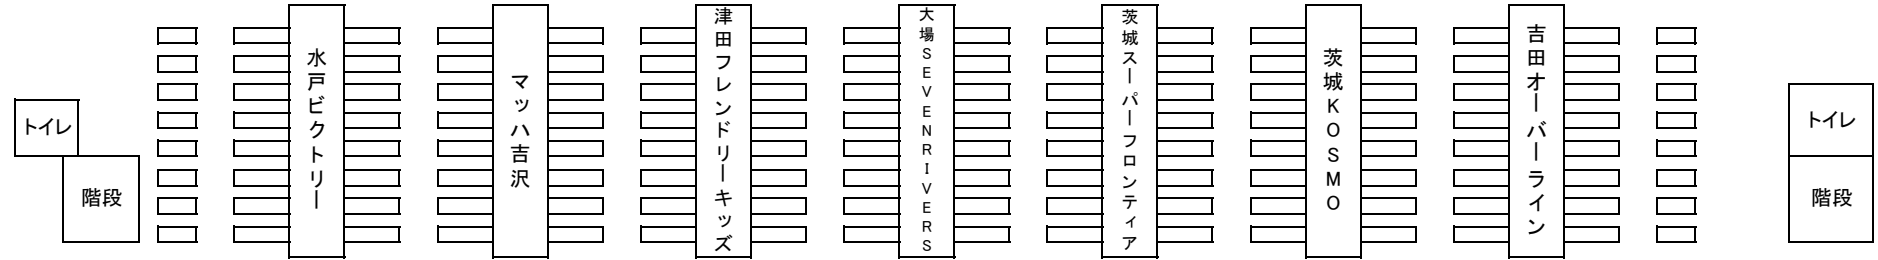 トイレ
階段
水戸ビクトリー
マッハ吉沢
津田フレンドリーキッズ
大場SEVENRIVERS
茨城スーパーフロンティア
茨城KOSMO
吉田オーバーライン
トイレ
階段